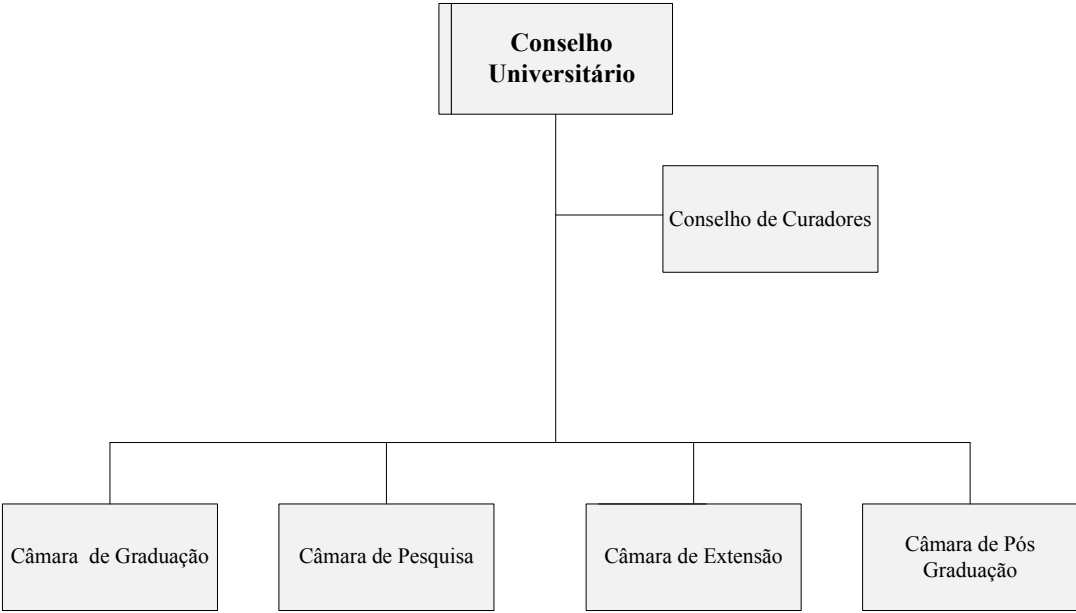 Conselho
Universitário
Conselho de Curadores
Câmara  de Graduação
Câmara de Pesquisa
Câmara de Extensão
Câmara de Pós
Graduação